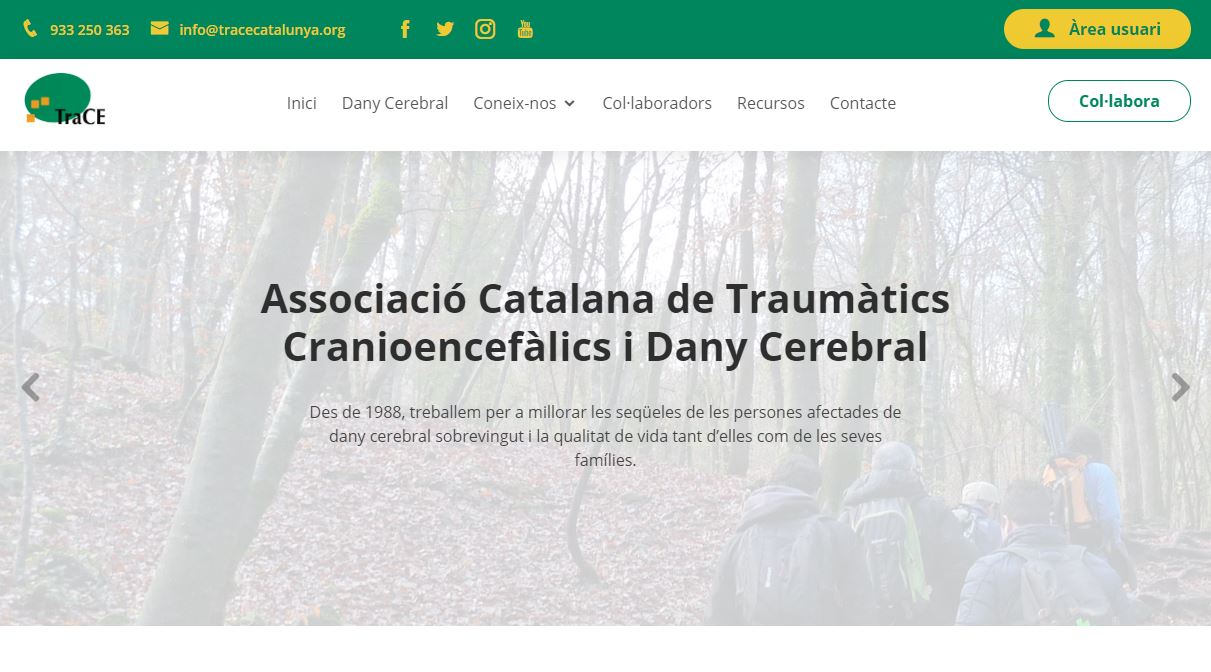 933 250 363
info@tracecatalunya.org
You
Tube
Àrea usuari
TraCE
Inici
Dany Cerebral
Coneix-nos
Col·laboradors
Recursos
Contacte
Col·labora
Associació Catalana de Traumàtics
Cranioencefàlics i Dany Cerebral
Des de 1988, treballem per a millorar les seqüeles de les persones afectades de
dany cerebral sobrevingut i la qualitat de vida tant d’elles com de les seves
famílies.